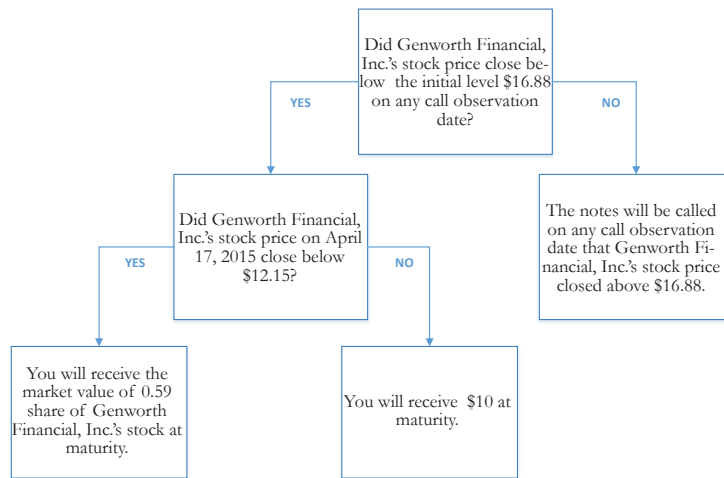 Did Genworth Financial,
Inc.'s stock price close be-
low the initial level $16.88
on any call observation
date?
YES
NO
Did Genworth Financial,
Inc.'s stock price on April
17, 2015 close below
$12.15?
The notes will be called
on any call observation
date that Genworth Fi-
nancial, Inc.'s stock price
closed above $16.88.
YES
NO
You will receive the
market value of 0.59
share of Genworth
Financial, Inc.'s stock at
maturity.
You will receive $10 at
maturity.